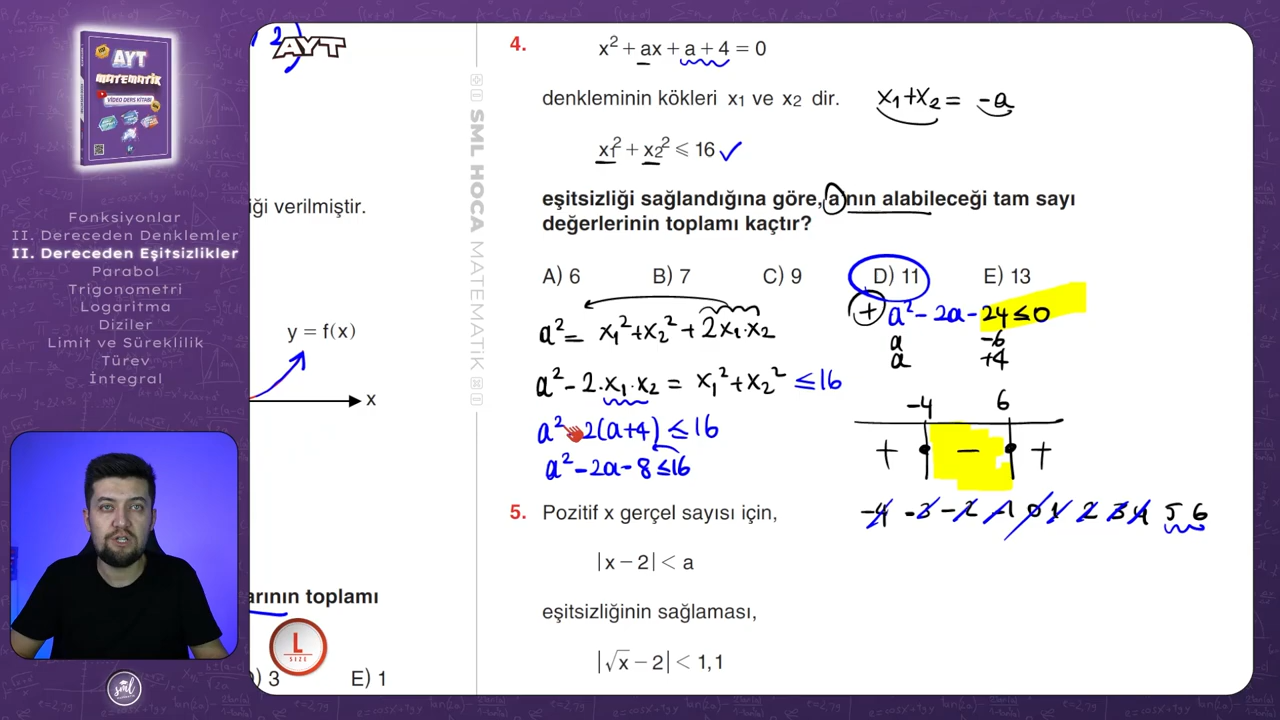 AYT
MATEMATİK
VİDEO DERS KİTABI
Fonksiyonlar
II. Dereceden Denklemler
II. Dereceden Eşitsizlikler
Parabol
Trigonometri
Logaritma
Diziler
Limit ve Süreklilik
Türev
İntegral
sml
2)
AYT
iği verilmiştir.
y = f(x)
x
arının toplamı
L
SIZE
) 3 E) 1
SML HOCA MATEMATİK
4. x² + ax + a + 4 = 0
denkleminin kökleri x₁ ve x₂ dir. x₁+x₂ = -a
x₁² + x₂² ⩽ 16 ✓
eşitsizliği sağlandığına göre, a nın alabileceği tam sayı
değerlerinin toplamı kaçtır?
A) 6 B) 7 C) 9 D) 11 E) 13
a² = x₁²+x₂²+2x₁.x₂
a² - 2.x₁.x₂ = x₁²+x₂² ≤16
a² 2(a+4) ≤ 16
a² -2a - 8 ≤16
+ a² - 2a - 24 ≤ 0
a -6
a +4
-4 6
+ - +
-4 -3 -2 -1 0 1 2 3 4 5 6
5. Pozitif x gerçel sayısı için,
|x − 2| < a
eşitsizliğinin sağlaması,
|√x − 2| < 1,1